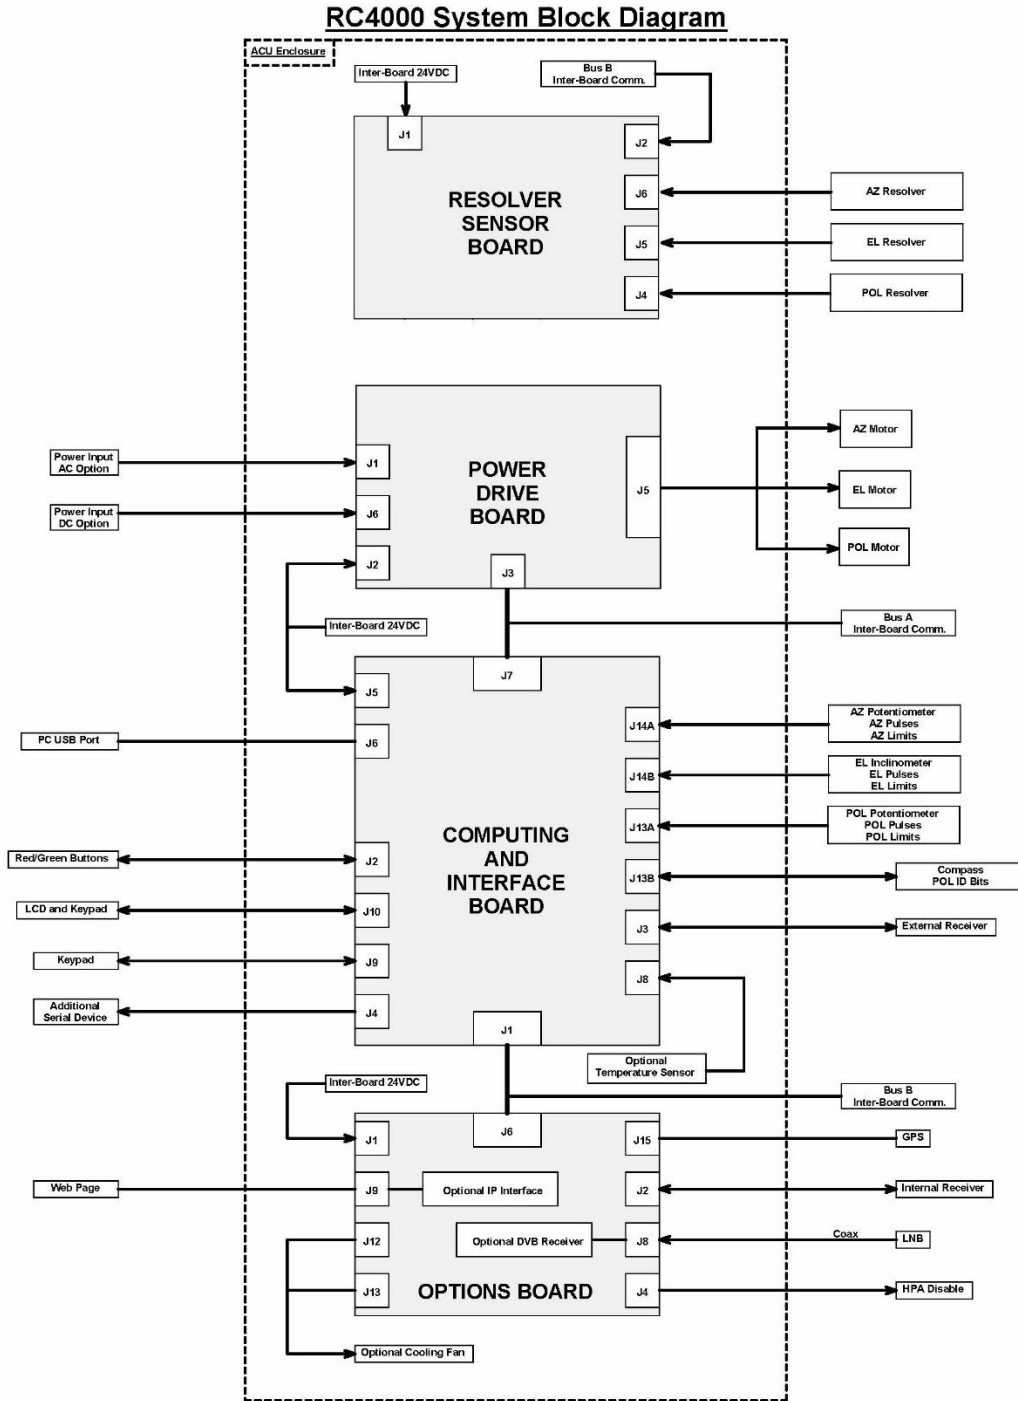 RC4000 System Block Diagram
ACU Enclosure
Inter-Board 24VDC
Bus B
Inter-Board Comm.
J1
J2
RESOLVER
SENSOR
BOARD
J6
AZ Resolver
J5
EL Resolver
J4
POL Resolver
AZ Motor
Power Input
AC Option
J1
POWER
DRIVE
BOARD
J5
EL Motor
Power Input
DC Option
J6
POL Motor
J2
J3
Inter-Board 24VDC
Bus A
Inter-Board Comm.
J7
J5
J14A
AZ Potentiometer
AZ Pulses
AZ Limits
PC USB Port
J6
J14B
EL Inclinometer
EL Pulses
EL Limits
J13A
POL Potentiometer
POL Pulses
POL Limits
COMPUTING
AND
INTERFACE
BOARD
Red/Green Buttons
J2
J13B
Compass
POL ID Bits
LCD and Keypad
J10
J3
External Receiver
Keypad
J9
J8
Additional
Serial Device
J4
J1
Optional
Temperature Sensor
Inter-Board 24VDC
Bus B
Inter-Board Comm.
J1
J6
J15
GPS
Web Page
J9
Optional IP Interface
J2
Internal Receiver
J12
Optional DVB Receiver
J8
Coax
LNB
J13
OPTIONS BOARD
J4
HPA Disable
Optional Cooling Fan